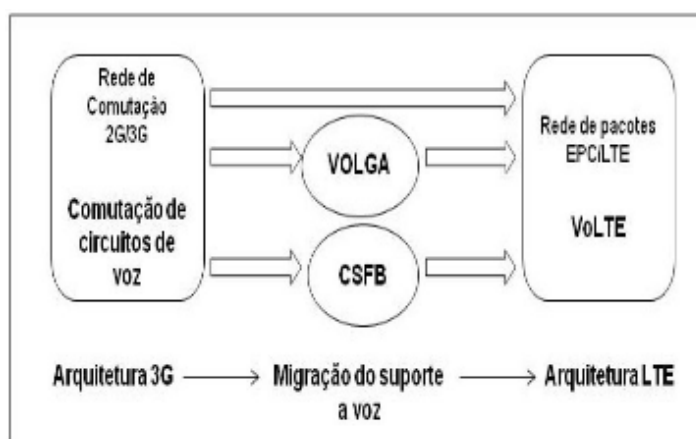 Rede de
Comutação
2G/3G
Comutação de
circuitos de
voz
VOLGA
CSFB
Rede de pacotes
EPC/LTE
VoLTE
Arquitetura 3G
Migração do suporte
a voz
Arquitetura LTE